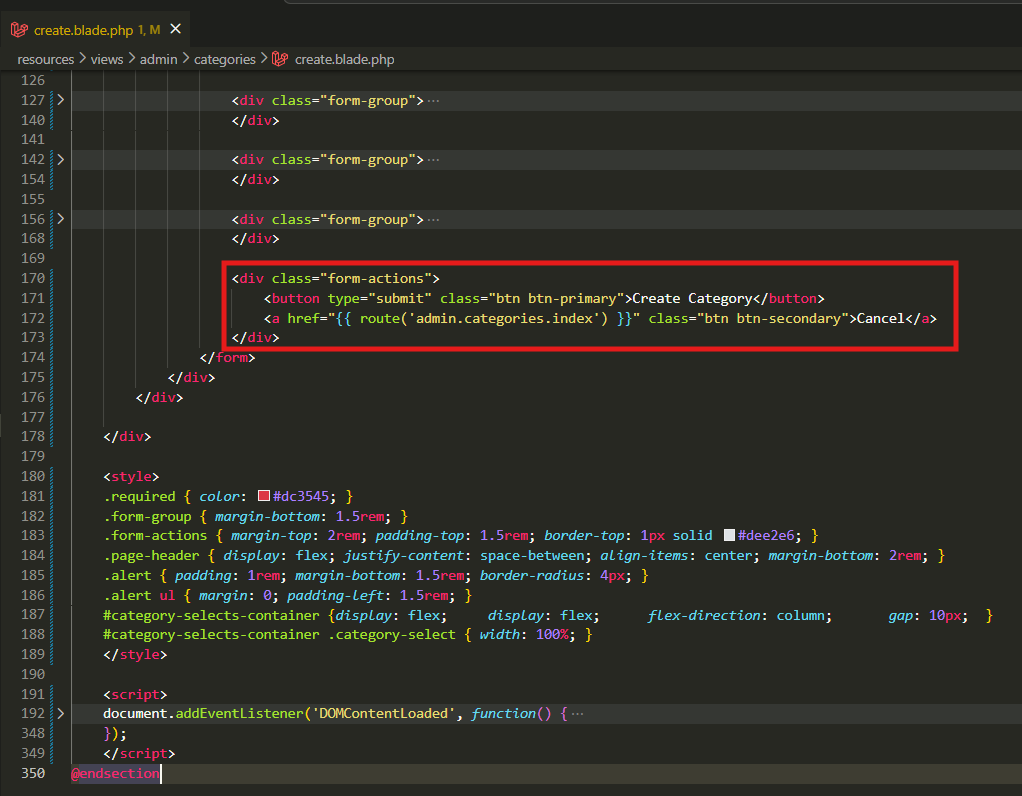 create.blade.php 1, M
resources > views > admin > categories > create.blade.php
126
127 <div class="form-group">···
140 </div>
141
142 <div class="form-group">···
154 </div>
155
156 <div class="form-group">···
168 </div>
169
170 <div class="form-actions">
171 <button type="submit" class="btn btn-primary">Create Category</button>
172 <a href="{{ route('admin.categories.index') }}" class="btn btn-secondary">Cancel</a>
173 </div>
174 </form>
175 </div>
176 </div>
177
178 </div>
179
180 <style>
181 .required { color: #dc3545; }
182 .form-group { margin-bottom: 1.5rem; }
183 .form-actions { margin-top: 2rem; padding-top: 1.5rem; border-top: 1px solid #dee2e6; }
184 .page-header { display: flex; justify-content: space-between; align-items: center; margin-bottom: 2rem; }
185 .alert { padding: 1rem; margin-bottom: 1.5rem; border-radius: 4px; }
186 .alert ul { margin: 0; padding-left: 1.5rem; }
187 #category-selects-container {display: flex; display: flex; flex-direction: column; gap: 10px; }
188 #category-selects-container .category-select { width: 100%; }
189 </style>
190
191 <script>
192 document.addEventListener('DOMContentLoaded', function() {···
348 });
349 </script>
350 @endsection